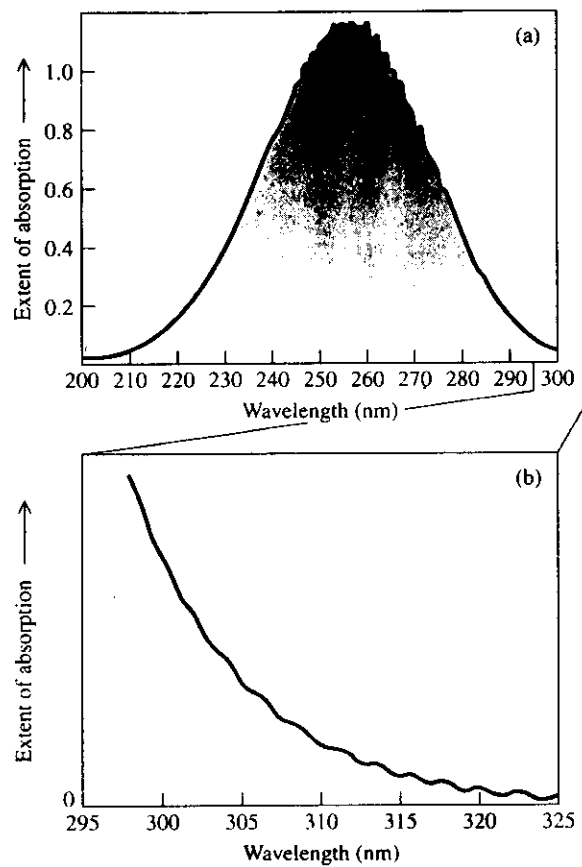 (a)
Extent of absorption
1.0
0.8
0.6
0.4
0.2
200 210 220 230 240 250 260 270 280 290 300
Wavelength (nm)
(b)
Extent of absorption
0
295 300 305 310 315 320 325
Wavelength (nm)